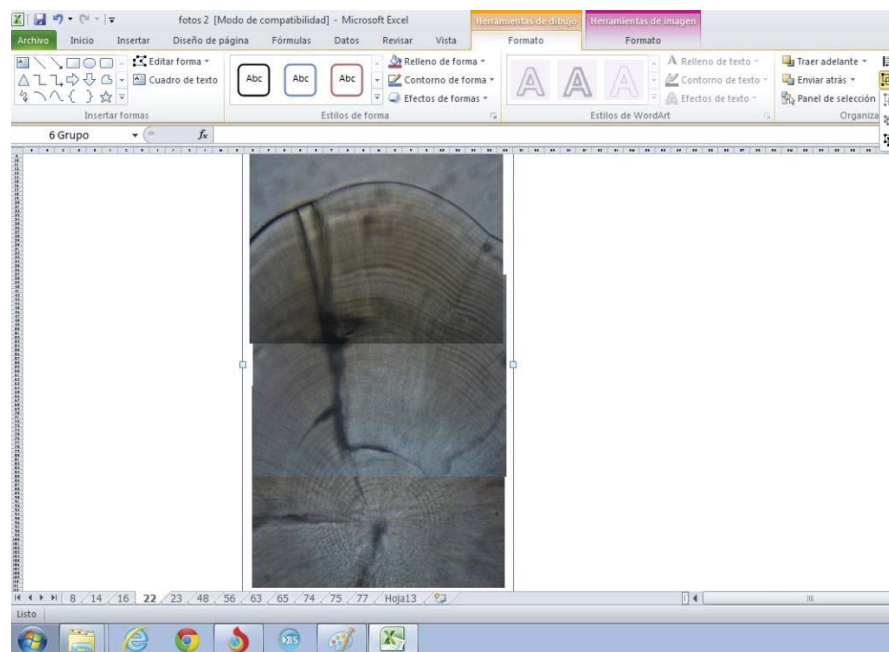 fotos 2 [Modo de compatibilidad] - Microsoft Excel
Herramientas de dibujo
Herramientas de imagen
Archivo Inicio Insertar Diseño de página Fórmulas Datos Revisar Vista Formato Formato
Editar forma
Cuadro de texto
Insertar formas
Abc Abc Abc
Relleno de forma
Contorno de forma
Efectos de formas
Estilos de forma
A A A
A Relleno de texto
Contorno de texto
Efectos de texto
Estilos de WordArt
Traer adelante
Enviar atrás
Panel de selección
Organiza
6 Grupo fx
8 14 16 22 23 48 56 63 65 74 75 77 Hoja13
Listo